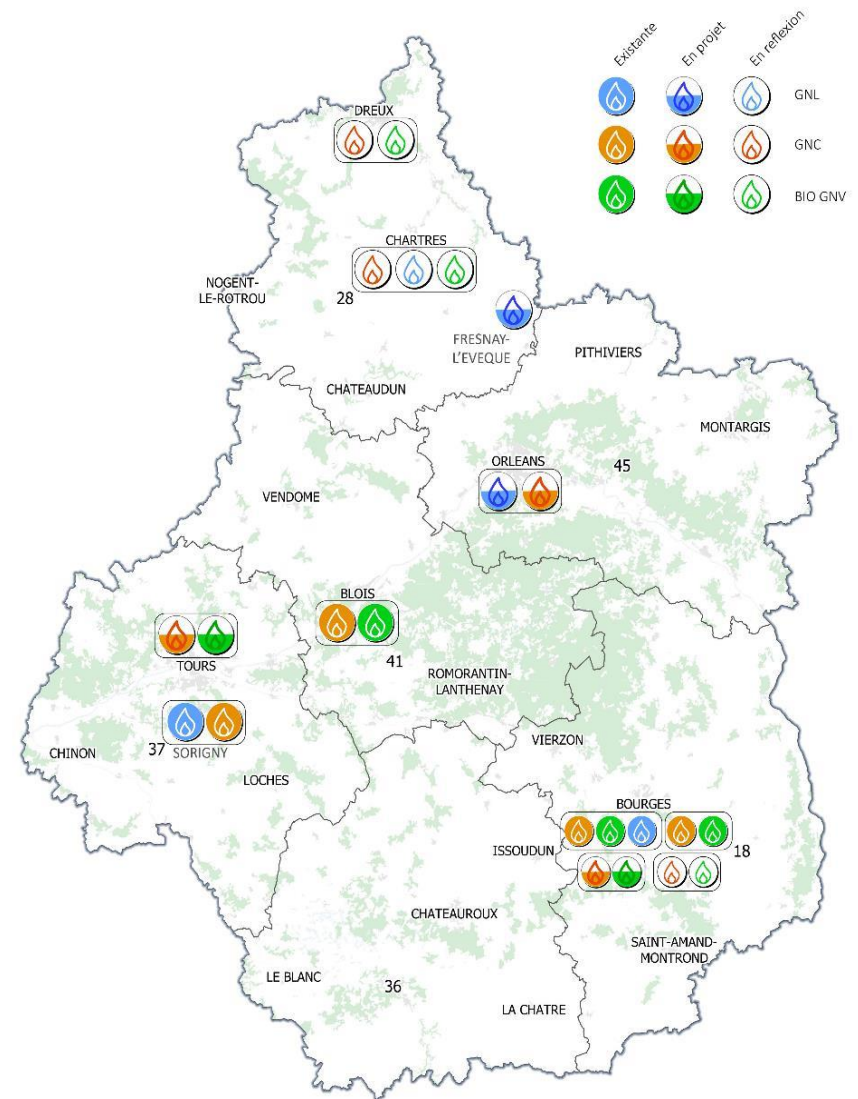 Existante
En projet
En reflexion
GNL
GNC
BIO GNV
DREUX
CHARTRES
NOGENT-
LE-ROTROU
28
FRESNAY-
L'EVEQUE
PITHIVIERS
CHATEAUDUN
MONTARGIS
ORLEANS
45
VENDOME
BLOIS
41
TOURS
ROMORANTIN-
LANTHENAY
37
SORIGNY
CHINON
VIERZON
LOCHES
BOURGES
ISSOUDUN
18
CHATEAUROUX
SAINT-AMAND-
MONTROND
LE BLANC
36
LA CHATRE